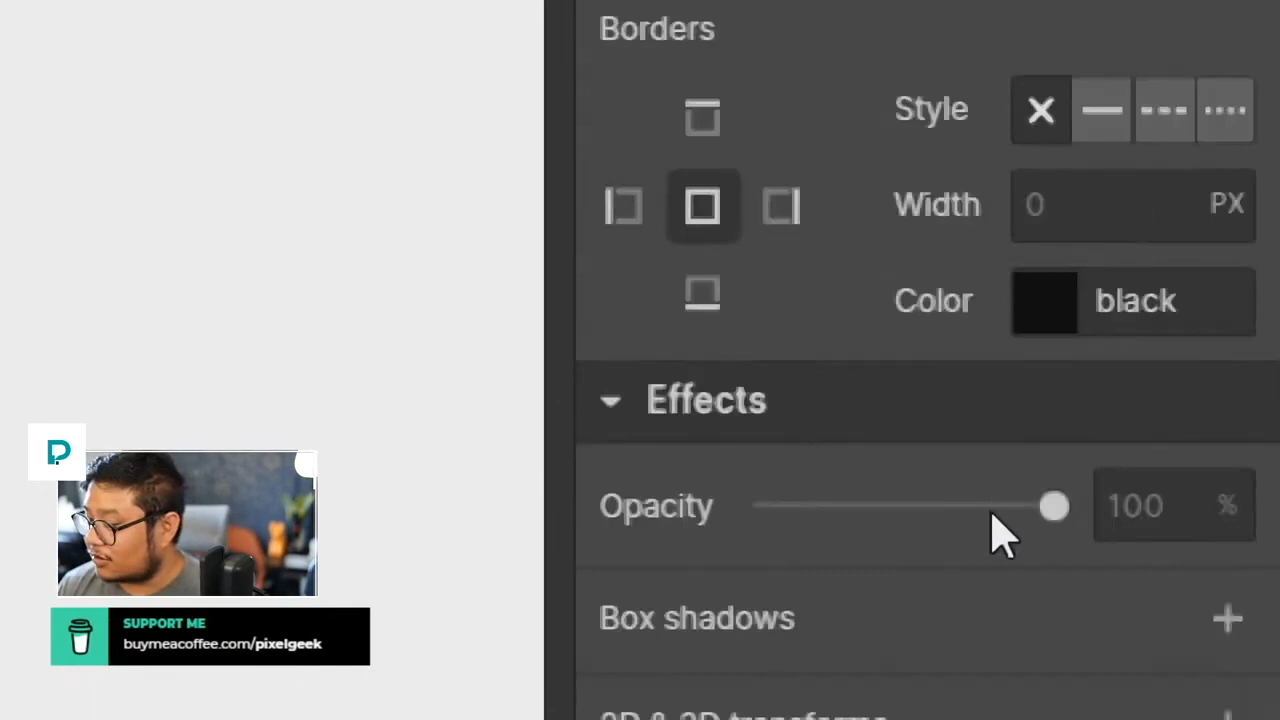 Borders
Style
Width
0
PX
Color
black
Effects
Opacity
100
%
Box shadows
SUPPORT ME
buymeacoffee.com/pixelgeek